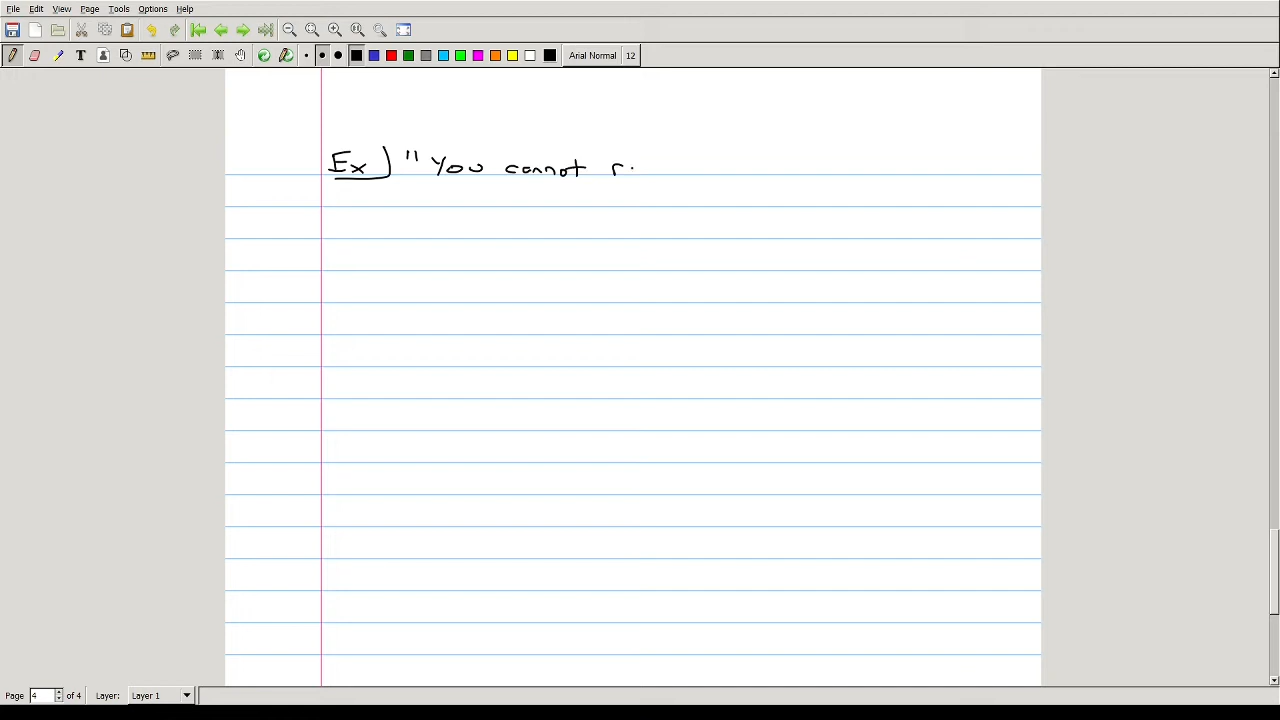 File Edit View Page Tools Options Help
T Arial Normal 12
Ex) "You cannot r
Page 4 of 4 Layer: Layer 1